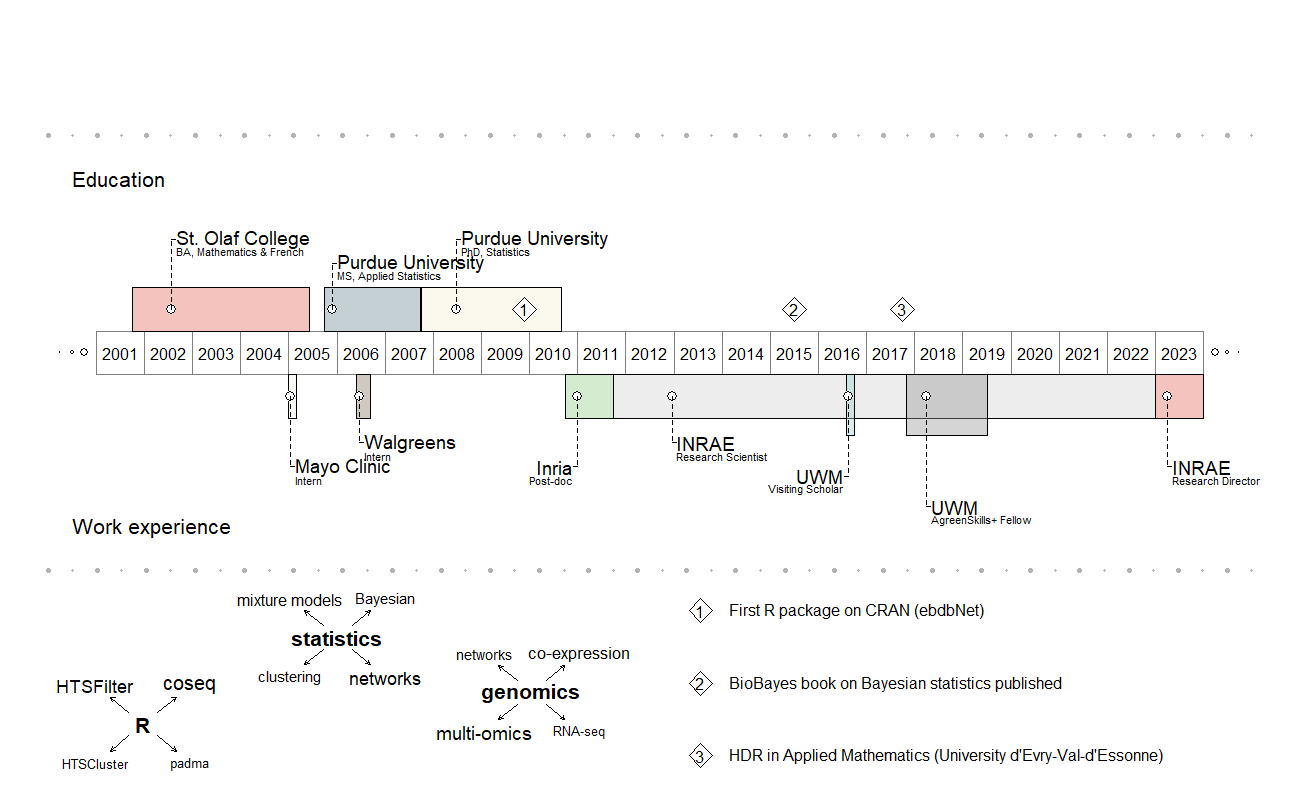 Education
St. Olaf College
BA, Mathematics & French
Purdue University
PhD, Statistics
Purdue University
MS, Applied Statistics
1
2
3
2001 2002 2003 2004 2005 2006 2007 2008 2009 2010 2011 2012 2013 2014 2015 2016 2017 2018 2019 2020 2021 2022 2023
Walgreens
Intern
Mayo Clinic
Intern
Inria
Post-doc
INRAE
Research Scientist
UWM
Visiting Scholar
UWM
AgreenSkills+ Fellow
INRAE
Research Director
Work experience
mixture models Bayesian
statistics
clustering networks
networks co-expression
genomics
multi-omics RNA-seq
HTSFilter coseq
R
HTSCluster padma
1 First R package on CRAN (ebdbNet)
2 BioBayes book on Bayesian statistics published
3 HDR in Applied Mathematics (University d'Evry-Val-d'Essonne)